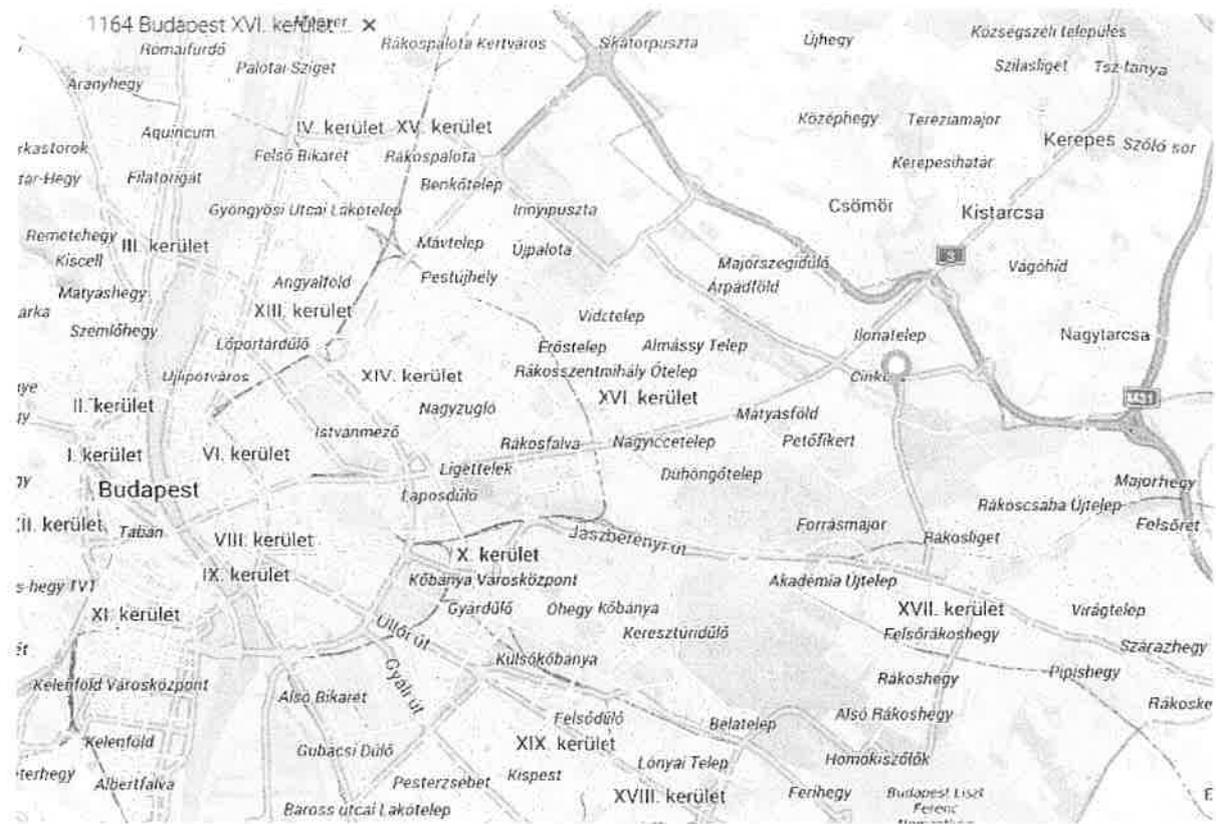 1164 Budapest XVI. kerület... ×
Rómaifürdő
Rákospalota Kertváros
Sikátorpuszta
Újhegy
Községszéli település
Palotai-Sziget
Szilasliget
Tsz-tanya
Aranyhegy
Középhegy
Tereziamajor
Aquincum
IV. kerület
XV. kerület
Kerepes
Szőlő sor
Felső Bikarét
Rákospalota
Kerepesihatár
Filatorigát
Benkőtelep
Gyöngyösi Utcai Lakótelep
Csömör
Kistarcsa
Remetehegy
III. kerület
Mávtelep
Újpalota
Kiscell
3
Majorszegidűlő
Vágóhíd
Angyalföld
Pestújhely
Árpádföld
Mátyáshegy
XIII. kerület
Szemlőhegy
Ilonatelep
Nagytarcsa
Erőstelep
Almássy Telep
Rákosszentmihály Ótelep
XIV. kerület
Újlipótváros
XVI. kerület
II. kerület
Nagyzugló
Mátyásföld
Istvánmező
Rákosfalva
Nagyiccetelep
Petőfikert
I. kerület
VI. kerület
Ligettelek
Dühöngőtelep
Budapest
Laposdűlő
Majorhegy
Rákoscsaba Újtelep
Tabán
Forrásmajor
Felsőrét
VIII. kerület
Jászberényi út
Rákosliget
X. kerület
IX. kerület
Kőbánya Városközpont
Akadémia Újtelep
XI. kerület
Gyárdűlő
Óhegy
Kőbánya
XVII. kerület
Virágtelep
Üllői út
Keresztúridűlő
Felsőrákoshegy
Szárazhegy
Gyáli út
Külsőkőbánya
Pipishegy
Kelenföld Városközpont
Alsó Bikarét
Rákoshegy
Felsődűlő
Bélatelep
Alsó Rákoshegy
Kelenföld
Gubacsi Dűlő
XIX. kerület
Lónyai Telep
Homokiszőlők
Albertfalva
Pesterzsébet
Kispest
XVIII. kerület
Ferihegy
Budapest Liszt
Ferenc
Baross utcai Lakótelep